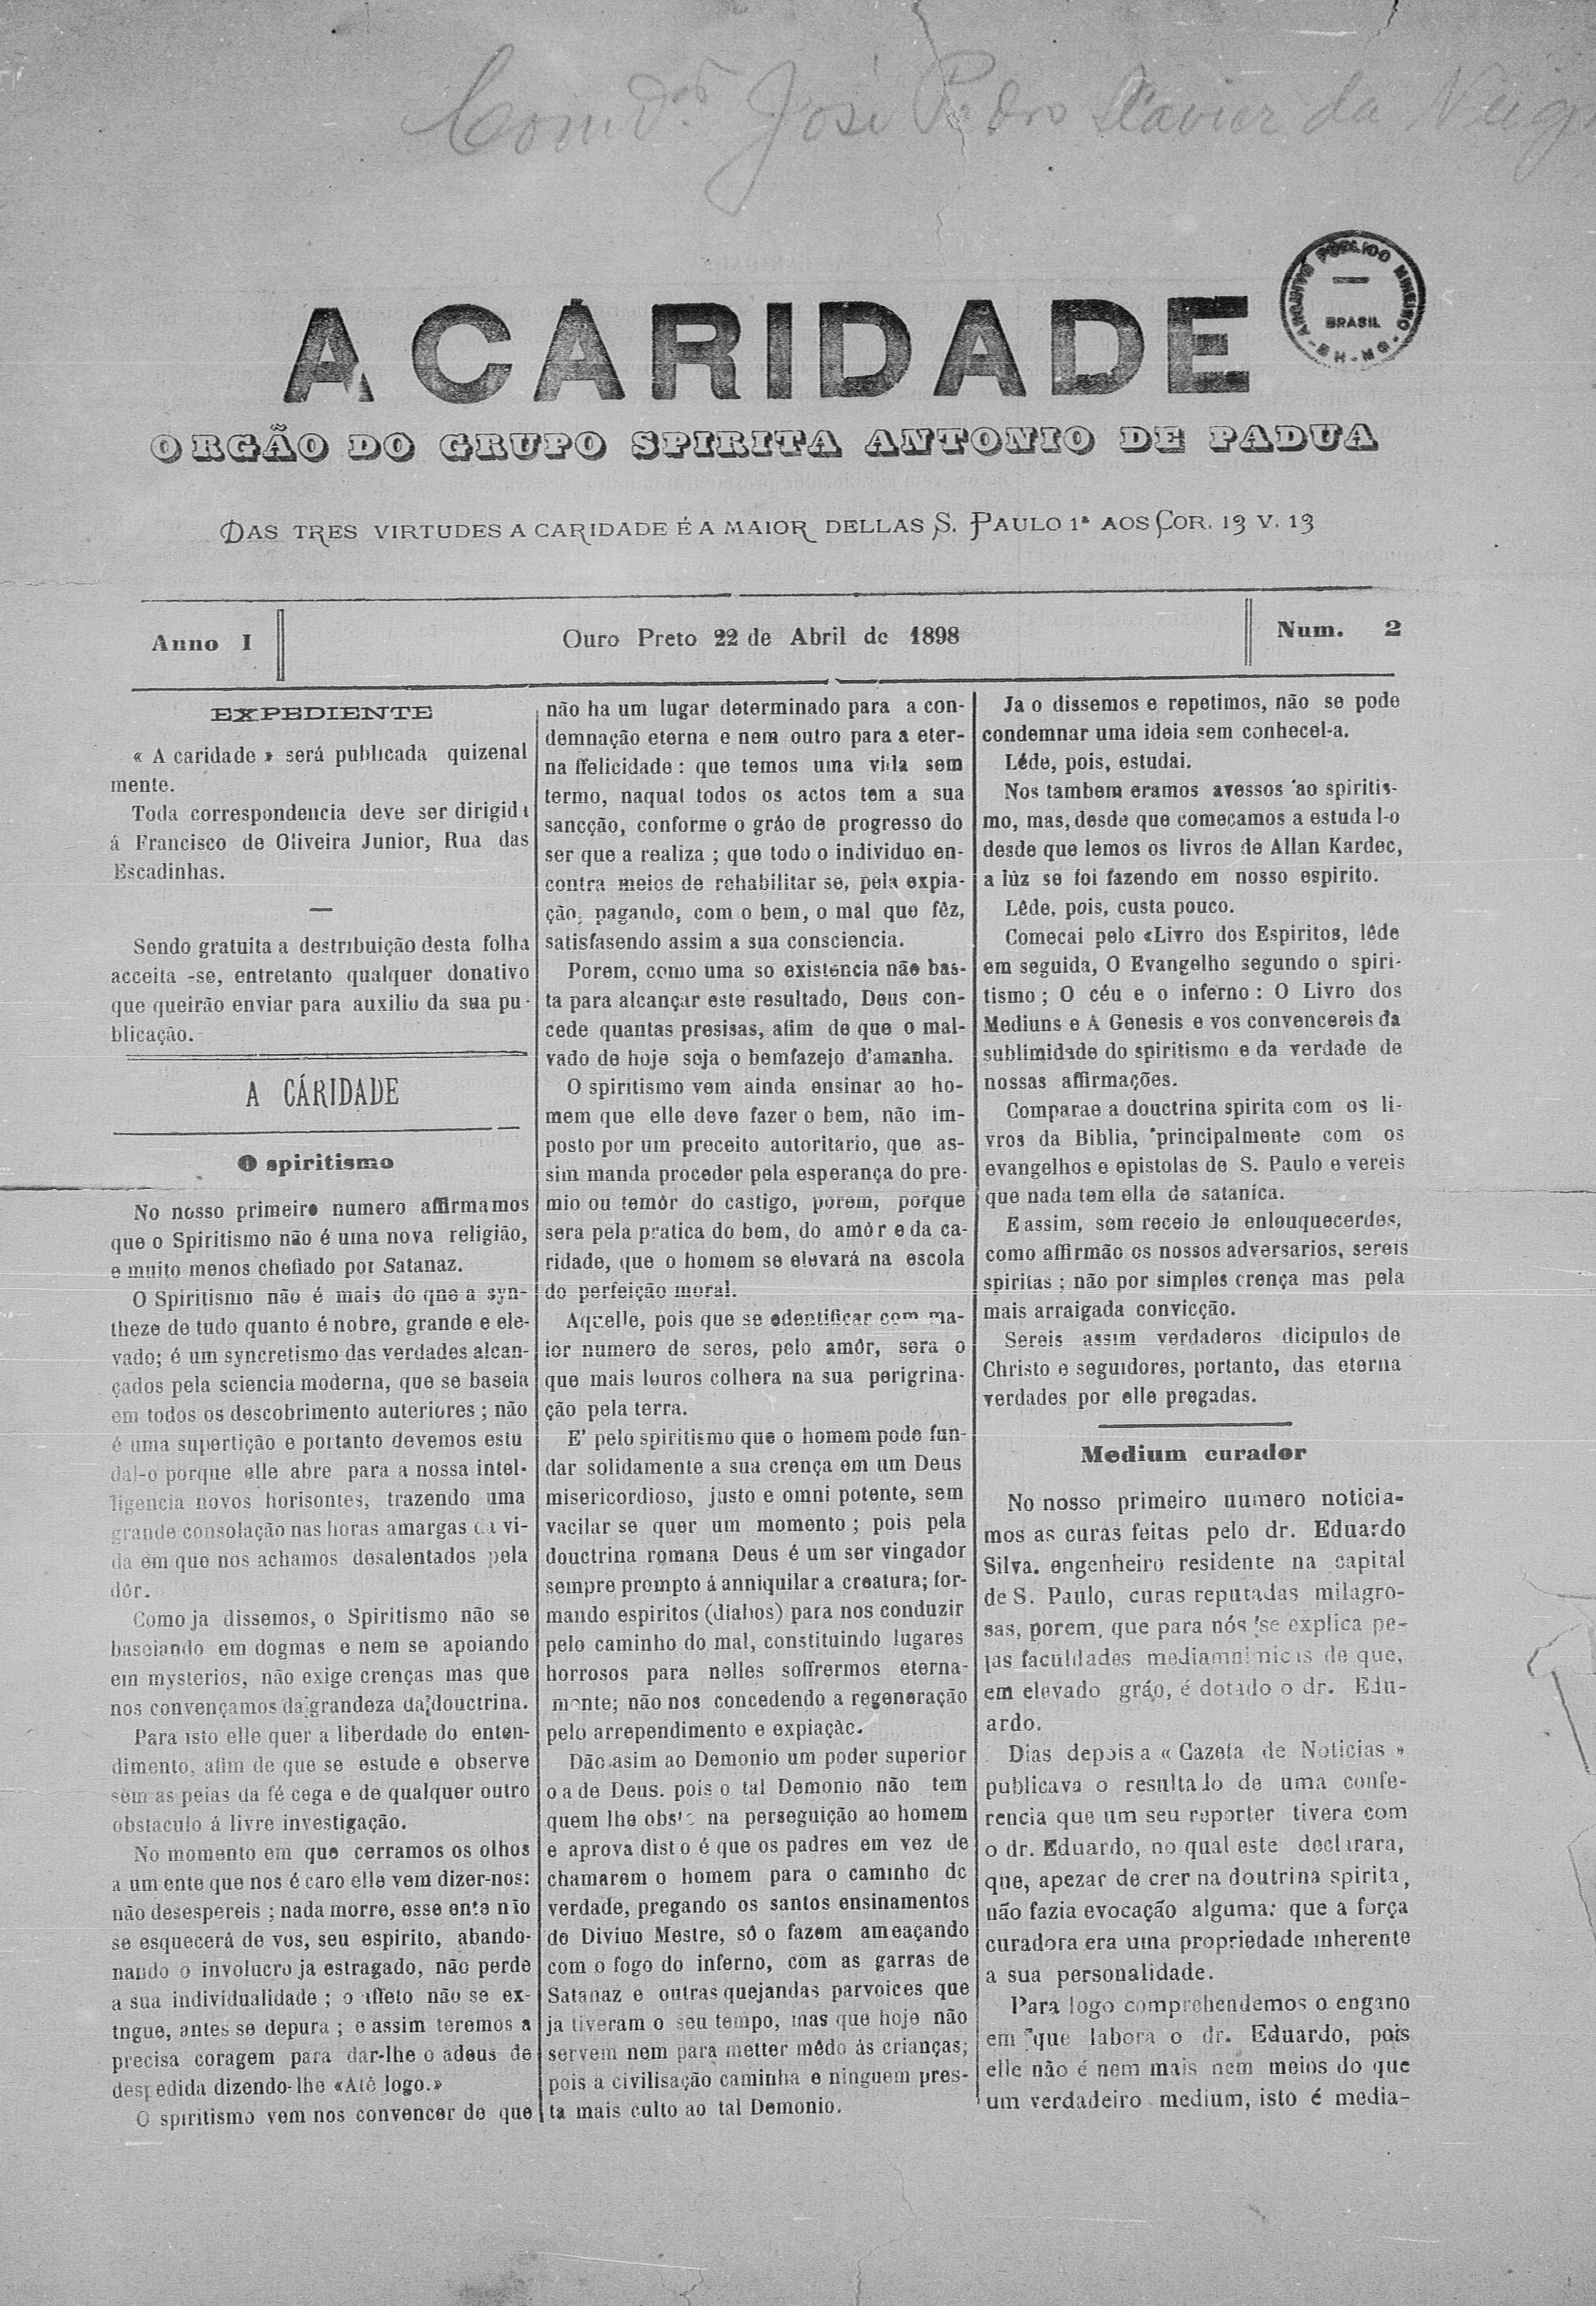 Com.dor José Pedro Xavier da Veiga
A CARIDADE
ARQUIVO PÚBLICO MINEIRO
BRASIL
BH-MG
ORGÃO DO GRUPO SPIRITA ANTONIO DE PADUA
DAS TRES VIRTUDES A CARIDADE É A MAIOR DELLAS S. PAULO 1ª AOS COR. 13 V. 13
Anno I
Ouro Preto 22 de Abril de 1898
Num. 2
EXPEDIENTE
« A caridade » será publicada quizenal
mente.
Toda correspondencia deve ser dirigida
á Francisco de Oliveira Junior, Rua das
Escadinhas.
Sendo gratuita a destribuição desta folha
acceita -se, entretanto qualquer donativo
que queirão enviar para auxilio da sua pu-
blicação.
A CÁRIDADE
O spiritismo
No nosso primeiro numero affirmamos
que o Spiritismo não é uma nova religião,
e muito menos chefiado por Satanaz.
O Spiritismo não é mais do que a syn-
theze de tudo quanto é nobre, grande e ele-
vado; é um syncretismo das verdades alcan-
çados pela sciencia moderna, que se baseia
em todos os descobrimento auteriores ; não
é uma supertição e portanto devemos estu
dal-o porque elle abre para a nossa intel-
ligencia novos horisontes, trazendo uma
grande consolação nas horas amargas da vi-
da em que nos achamos desalentados pela
dôr.
Como ja dissemos, o Spiritismo não se
baseiando em dogmas e nem se apoiando
em mysterios, não exige crenças mas que
nos convençamos da grandeza da douctrina.
Para isto elle quer a liberdade do enten-
dimento, afim de que se estude e observe
sem as peias da fé cega e de qualquer outro
obstaculo á livre investigação.
No momento em que cerramos os olhos
a um ente que nos é caro elle vem dizer-nos:
não desespereis ; nada morre, esse ente não
se esquecerá de vos, seu espirito, abando-
nando o involucro ja estragado, não perde
a sua individualidade ; o affeto não se ex-
tngue, antes se depura ; e assim teremos a
precisa coragem para dar-lhe o adeus de
despedida dizendo-lhe «Até logo.»
O spiritismo vem nos convencer de que
não ha um lugar determinado para a con-
demnação eterna e nem outro para a eter-
na ffelicidade : que temos uma vida sem
termo, naqual todos os actos tem a sua
sancção, conforme o gráo de progresso do
ser que a realiza ; que todo o individuo en-
contra meios de rehabilitar se, pela expia-
ção, pagando, com o bem, o mal que fêz,
satisfasendo assim a sua consciencia.
Porem, como uma so existencia não bas-
ta para alcançar este resultado, Deus con-
cede quantas presisas, afim de que o mal-
vado de hoje seja o bemfazejo d'amanha.
O spiritismo vem ainda ensinar ao ho-
mem que elle deve fazer o bem, não im-
posto por um preceito autoritario, que as-
sim manda proceder pela esperança do pre-
mio ou temôr do castigo, porem, porque
sera pela pratica do bem, do amôr e da ca-
ridade, que o homem se elevará na escola
do perfeição moral.
Aquelle, pois que se edentificar com ma-
ior numero de seres, pelo amôr, sera o
que mais louros colhera na sua perigrina-
ção pela terra.
E' pelo spiritismo que o homem pode fun-
dar solidamente a sua crença em um Deus
misericordioso, justo e omni potente, sem
vacilar se quer um momento ; pois pela
douctrina romana Deus é um ser vingador
sempre prompto á anniquilar a creatura; for-
mando espiritos (diabos) para nos conduzir
pelo caminho do mal, constituindo lugares
horrosos para nelles soffrermos eterna-
mente; não nos concedendo a regeneração
pelo arrependimento e expiação.
Dão asim ao Demonio um poder superior
o a de Deus. pois o tal Demonio não tem
quem lhe obste na perseguição ao homem
e aprova disto é que os padres em vez de
chamarem o homem para o caminho de
verdade, pregando os santos ensinamentos
do Diviuo Mestre, só o fazem ameaçando
com o fogo do inferno, com as garras de
Satanaz e outras quejandas parvoices que
ja tiveram o seu tempo, mas que hoje não
servem nem para metter mêdo ás crianças;
pois a civilisação caminha e ninguem pres-
ta mais culto ao tal Demonio.
Ja o dissemos e repetimos, não se pode
condemnar uma ideia sem conhecel-a.
Léde, pois, estudai.
Nos tambem eramos avessos ao spiritis-
mo, mas, desde que comecamos a estuda l-o
desde que lemos os livros de Allan Kardec,
a lûz se foi fazendo em nosso espirito.
Lêde, pois, custa pouco.
Comecai pelo «Livro dos Espiritos, lêde
em seguida, O Evangelho segundo o spiri-
tismo ; O céu e o inferno : O Livro dos
Mediuns e A Genesis e vos convencereis da
sublimidade do spiritismo e da verdade de
nossas affirmações.
Comparae a douctrina spirita com os li-
vros da Biblia, principalmente com os
evangelhos e epistolas de S. Paulo e vereis
que nada tem ella de satanica.
E assim, sem receio de enlouquecerdes,
como affirmão os nossos adversarios, sereis
spiritas ; não por simples crença mas pela
mais arraigada convicção.
Sereis assim verdaderos dicipulos de
Christo e seguidores, portanto, das eterna
verdades por elle pregadas.
Medium curador
No nosso primeiro uumero noticia-
mos as curas feitas pelo dr. Eduardo
Silva. engenheiro residente na capital
de S. Paulo, curas reputadas milagro-
sas, porem, que para nós se explica pe-
las faculdades mediamnimicas de que,
em elevado gráo, é dotado o dr. Edu-
ardo.
Dias depois a « Gazeta de Noticias »
publicava o resultado de uma confe-
rencia que um seu reporter tivera com
o dr. Eduardo, no qual este declarara,
que, apezar de crer na doutrina spirita,
não fazia evocação alguma: que a força
curadora era uma propriedade inherente
a sua personalidade.
Para logo comprehendemos o engano
em que labora o dr. Eduardo, pois
elle não é nem mais nem meios do que
um verdadeiro medium, isto é media-